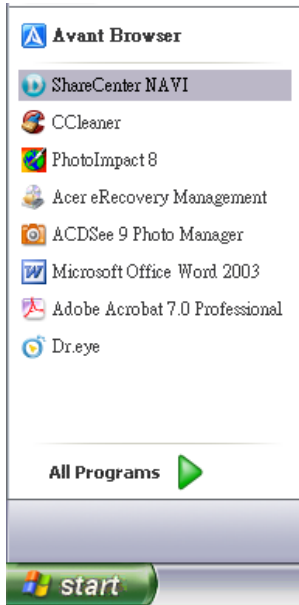 Avant Browser
ShareCenter NAVI
CCleaner
PhotoImpact 8
Acer eRecovery Management
ACDSee 9 Photo Manager
Microsoft Office Word 2003
Adobe Acrobat 7.0 Professional
Dr.eye
All Programs
start